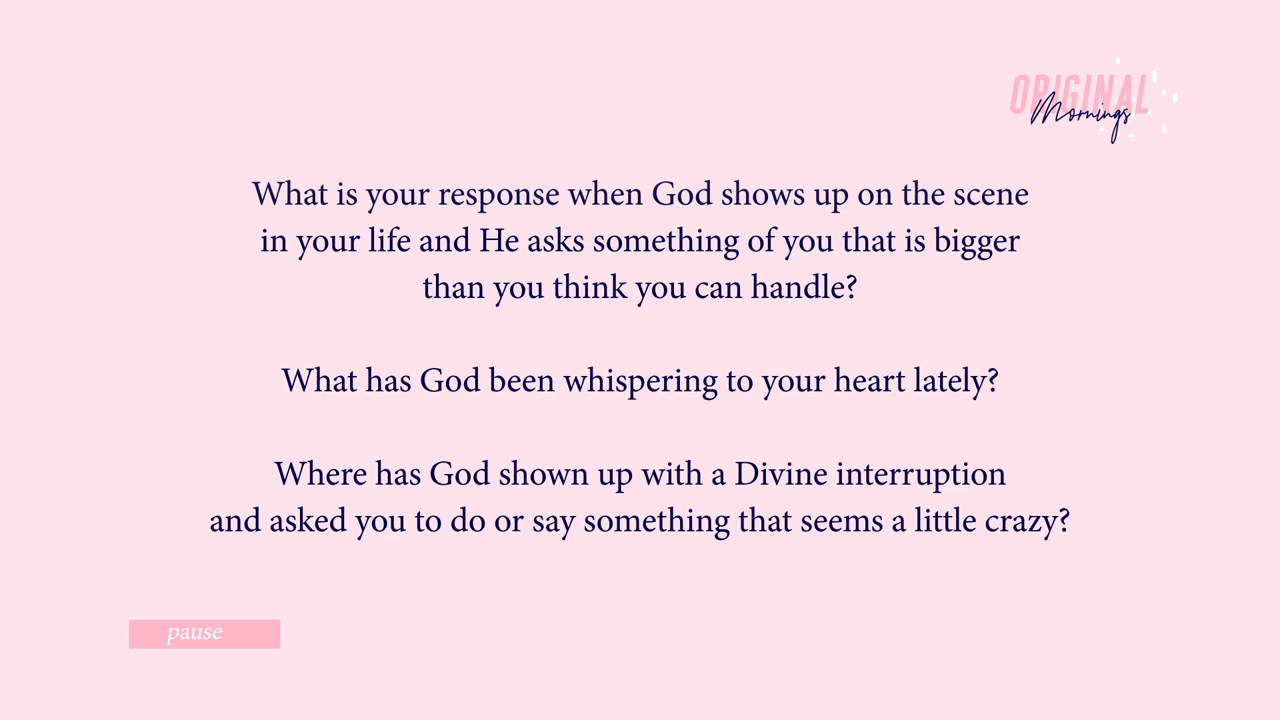 ORIGINAL
Mornings
What is your response when God shows up on the scene
in your life and He asks something of you that is bigger
than you think you can handle?
What has God been whispering to your heart lately?
Where has God shown up with a Divine interruption
and asked you to do or say something that seems a little crazy?
pause